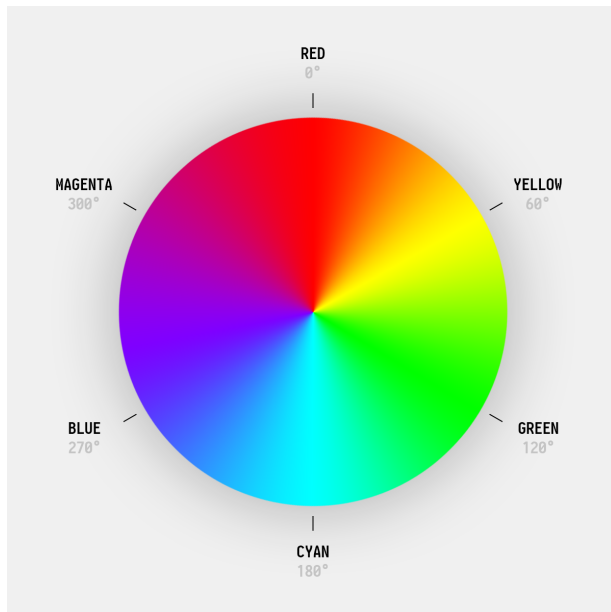 RED
0°
MAGENTA
300°
YELLOW
60°
BLUE
270°
GREEN
120°
CYAN
180°